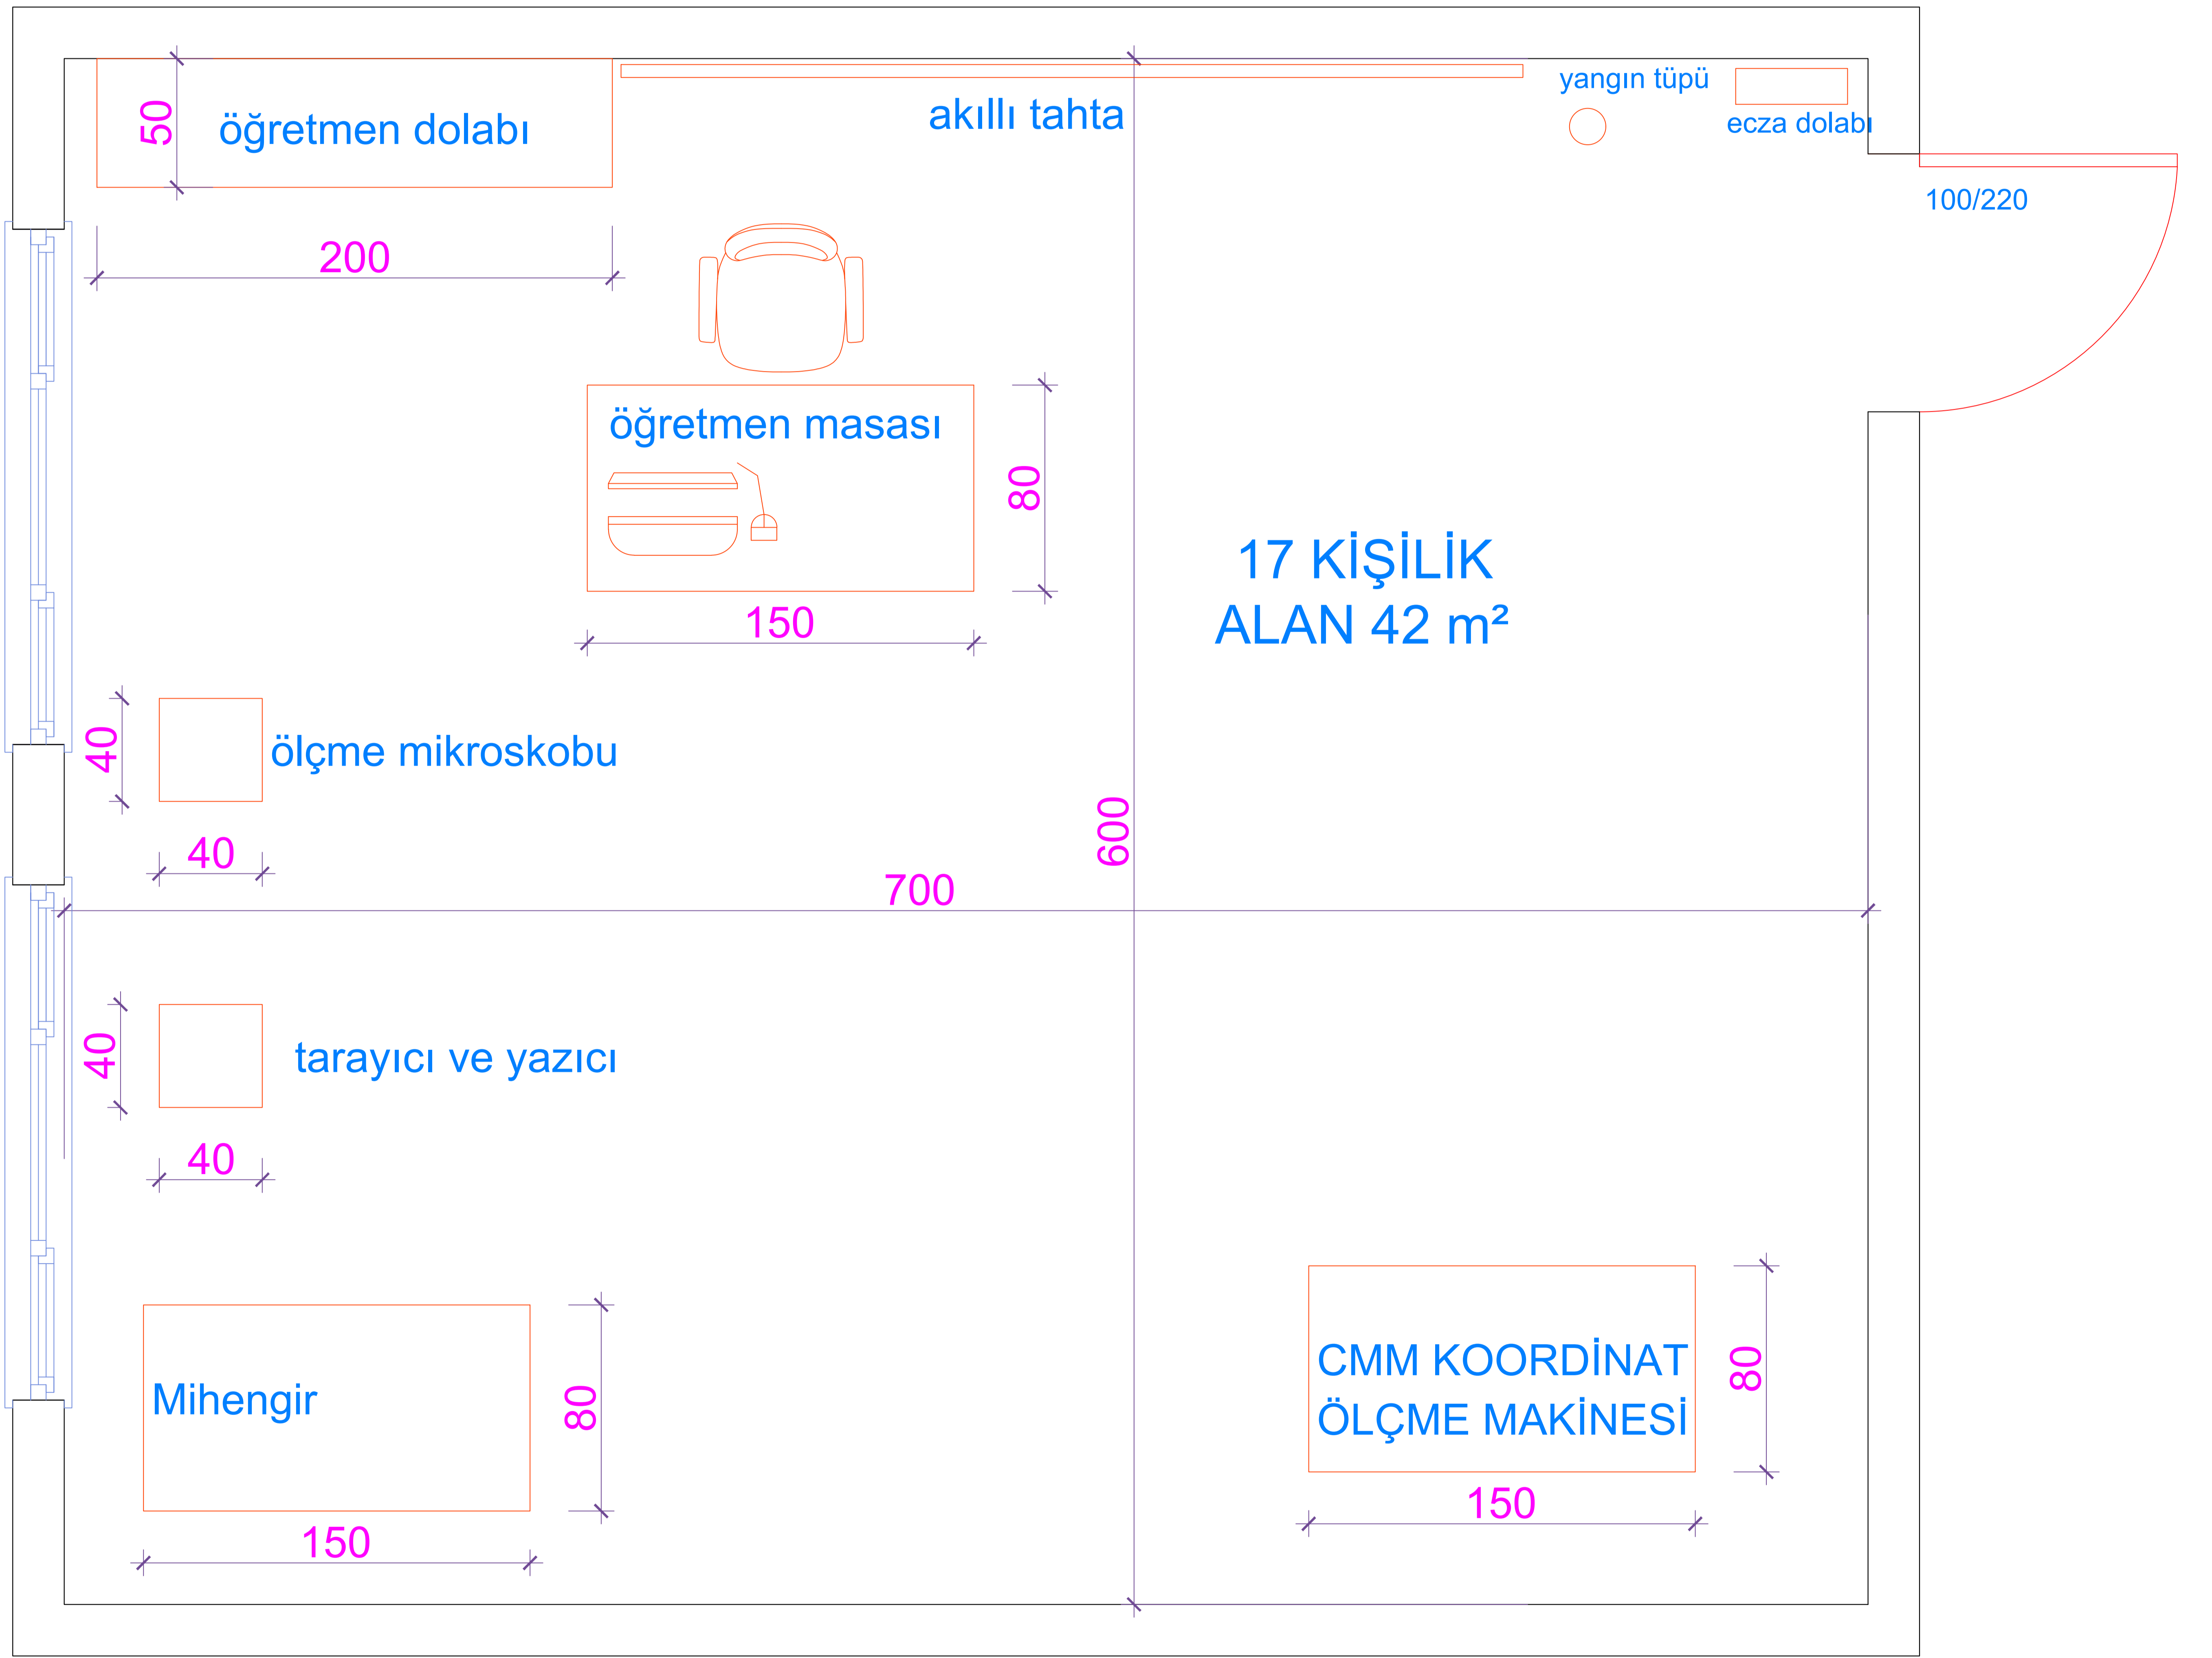 yangın tüpü
ecza dolabı
akıllı tahta
öğretmen dolabı
50
100/220
200
öğretmen masası
80
150
17 KİŞİLİK
ALAN 42 m²
40
ölçme mikroskobu
40
600
700
40
tarayıcı ve yazıcı
40
Mihengir
80
150
CMM KOORDİNAT
ÖLÇME MAKİNESİ
80
150